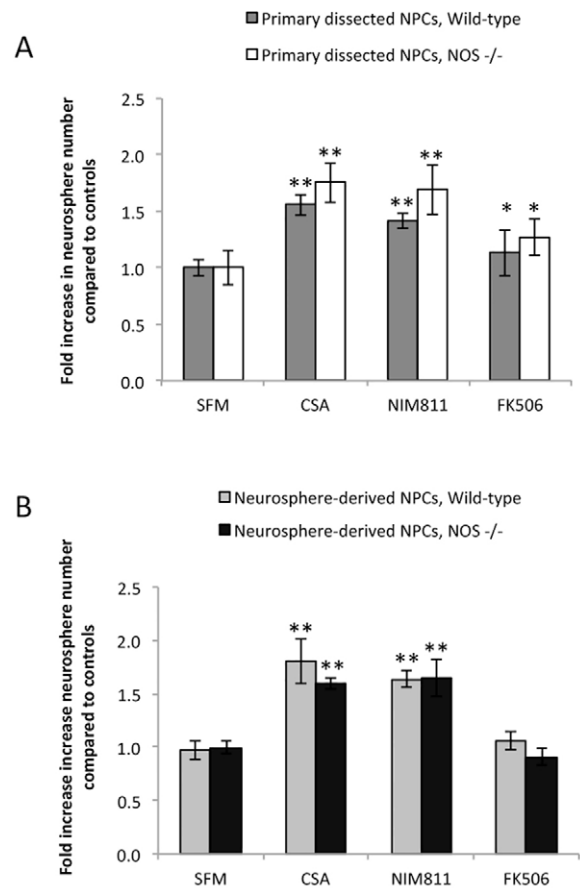 Primary dissected NPCs, Wild-type
A
Primary dissected NPCs, NOS -/-
Fold increase in neurosphere number
compared to controls
2.5
2.0
1.5
1.0
0.5
0.0
** ** ** ** * *
SFM CSA NIM811 FK506
Neurosphere-derived NPCs, Wild-type
B
Neurosphere-derived NPCs, NOS -/-
Fold increase increase neurosphere number
compared to controls
2.5
2.0
1.5
1.0
0.5
0.0
** ** ** **
SFM CSA NIM811 FK506